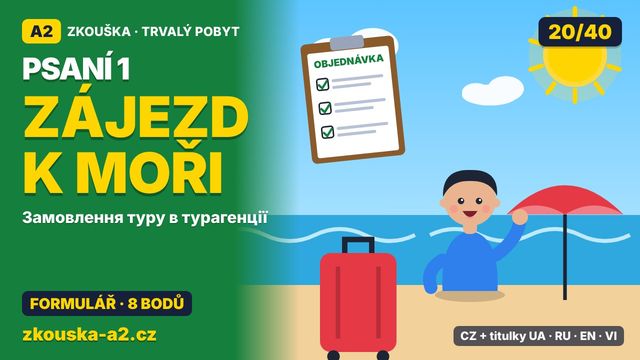 A2 ZKOUŠKA · TRVALÝ POBYT
20/40
PSANÍ 1
ZÁJEZD
K MOŘI
Замовлення туру в турагенції
OBJEDNÁVKA
FORMULÁŘ · 8 BODŮ
zkouska-a2.cz
CZ + titulky UA · RU · EN · VI